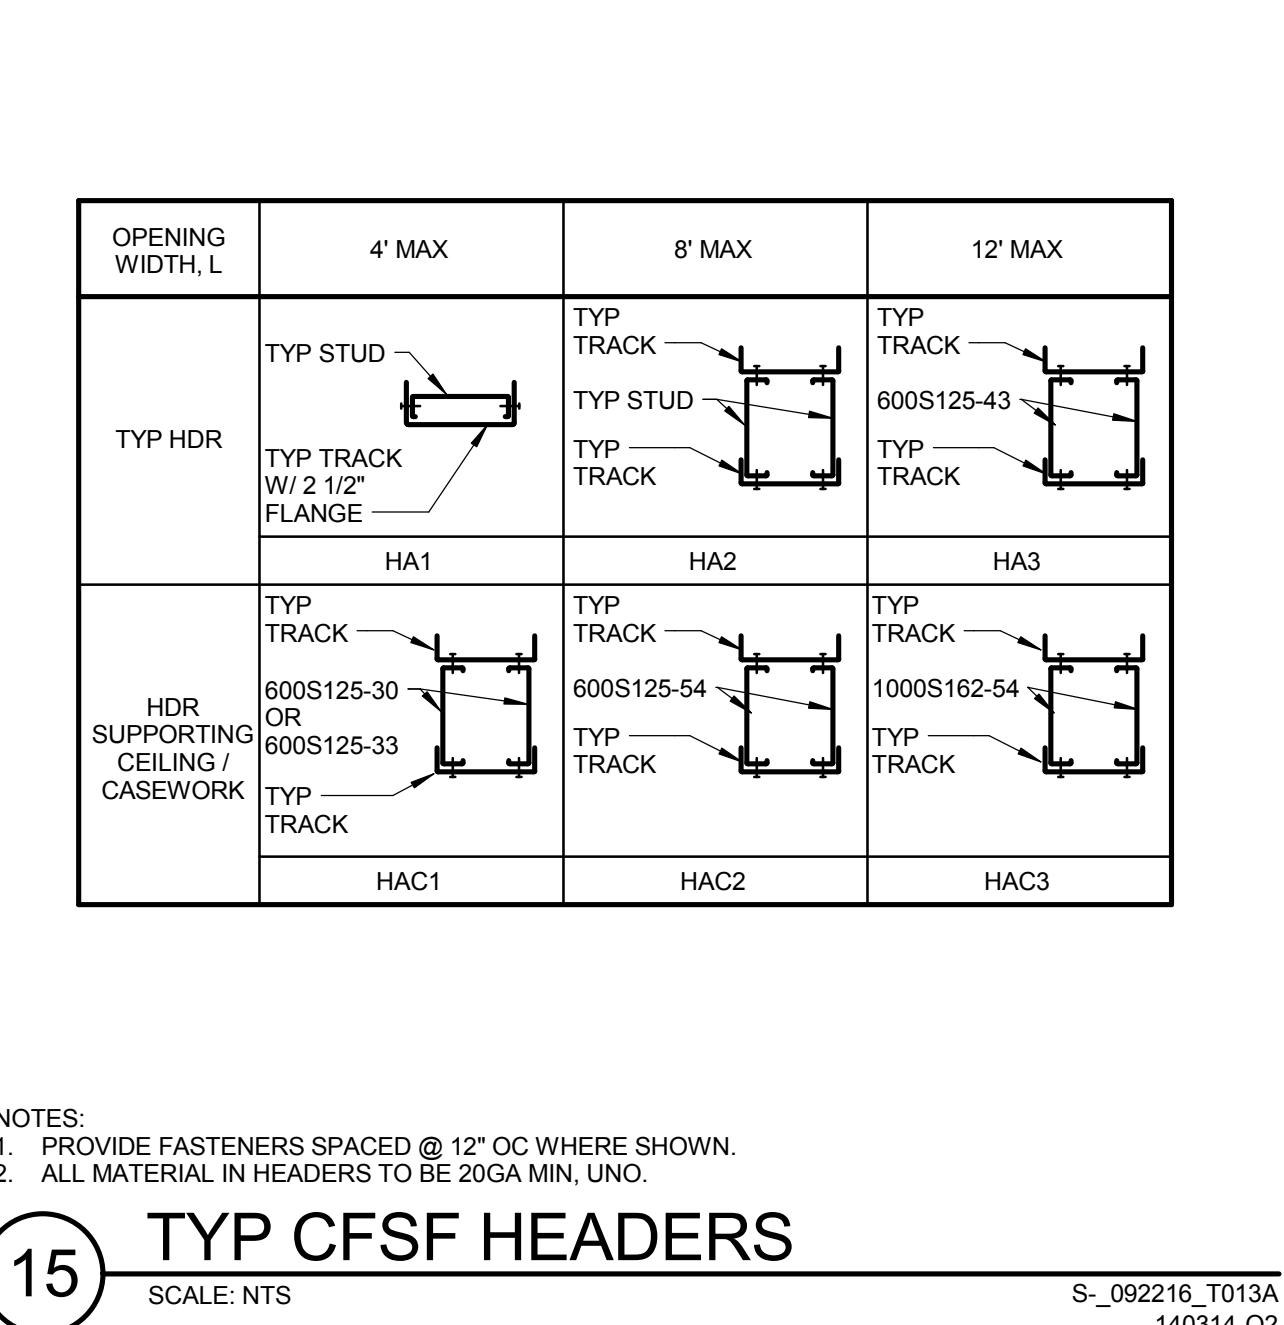 OPENING
WIDTH, L
4' MAX
8' MAX
12' MAX
TYP HDR
TYP STUD
TYP TRACK
W/ 2 1/2"
FLANGE
TYP
TRACK
TYP STUD
TYP
TRACK
TYP
TRACK
600S125-43
TYP
TRACK
HA1
HA2
HA3
HDR
SUPPORTING
CEILING /
CASEWORK
TYP
TRACK
600S125-30
OR
600S125-33
TYP
TRACK
TYP
TRACK
600S125-54
TYP
TRACK
TYP
TRACK
1000S162-54
TYP
TRACK
HAC1
HAC2
HAC3
NOTES:
1. PROVIDE FASTENERS SPACED @ 12" OC WHERE SHOWN.
2. ALL MATERIAL IN HEADERS TO BE 20GA MIN, UNO.
15
TYP CFSF HEADERS
SCALE: NTS
S-_092216_T013A